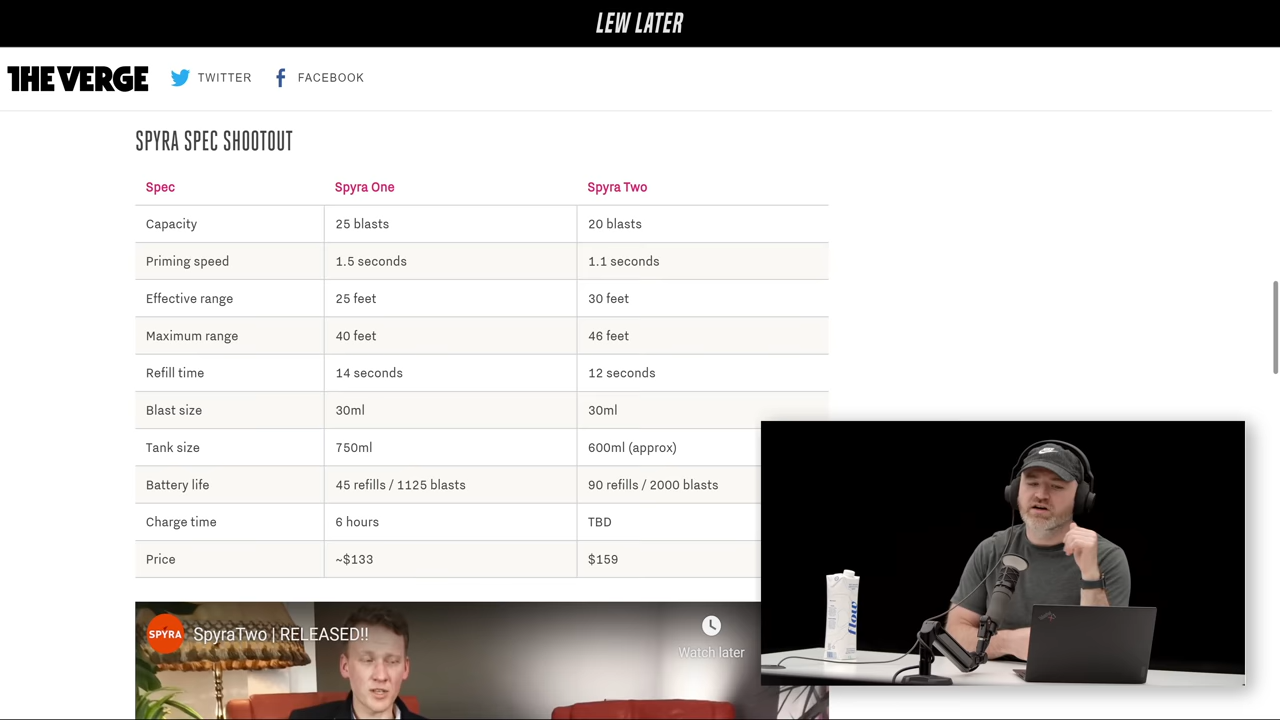 LEW LATER
THE VERGE TWITTER FACEBOOK
SPYRA SPEC SHOOTOUT
Spec Spyra One Spyra Two
Capacity 25 blasts 20 blasts
Priming speed 1.5 seconds 1.1 seconds
Effective range 25 feet 30 feet
Maximum range 40 feet 46 feet
Refill time 14 seconds 12 seconds
Blast size 30ml 30ml
Tank size 750ml 600ml (approx)
Battery life 45 refills / 1125 blasts 90 refills / 2000 blasts
Charge time 6 hours TBD
Price ~$133 $159
SPYRA SpyraTwo | RELEASED!!
Watch later
flow